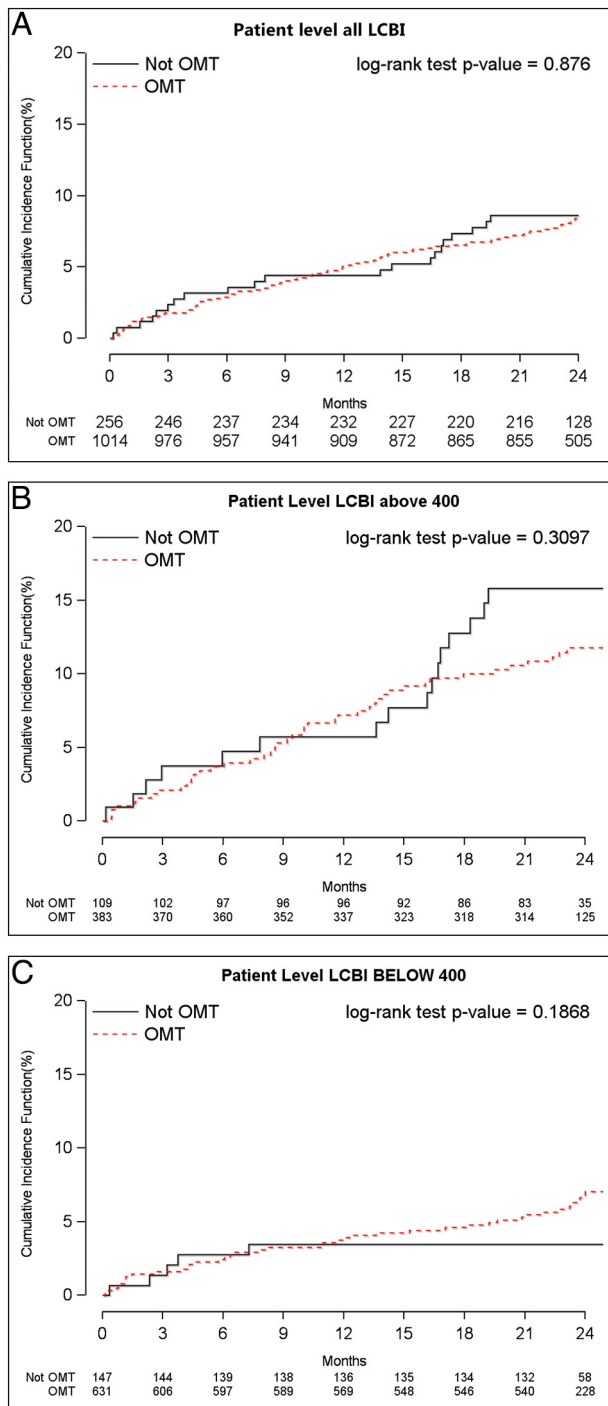 A
Patient level all LCBI
20
Not OMT
log-rank test p-value = 0.876
OMT
15
Cumulative Incidence Function(%)
10
5
0
0 3 6 9 12 15 18 21 24
Months
Not OMT 256 246 237 234 232 227 220 216 128
OMT 1014 976 957 941 909 872 865 855 505
B
Patient Level LCBI above 400
20
Not OMT
log-rank test p-value = 0.3097
OMT
15
Cumulative Incidence Function(%)
10
5
0
0 3 6 9 12 15 18 21 24
Months
Not OMT 109 102 97 96 96 92 86 83 35
OMT 383 370 360 352 337 323 318 314 125
C
Patient Level LCBI BELOW 400
20
Not OMT
log-rank test p-value = 0.1868
OMT
15
Cumulative Incidence Function(%)
10
5
0
0 3 6 9 12 15 18 21 24
Months
Not OMT 147 144 139 138 136 135 134 132 58
OMT 631 606 597 589 569 548 546 540 228